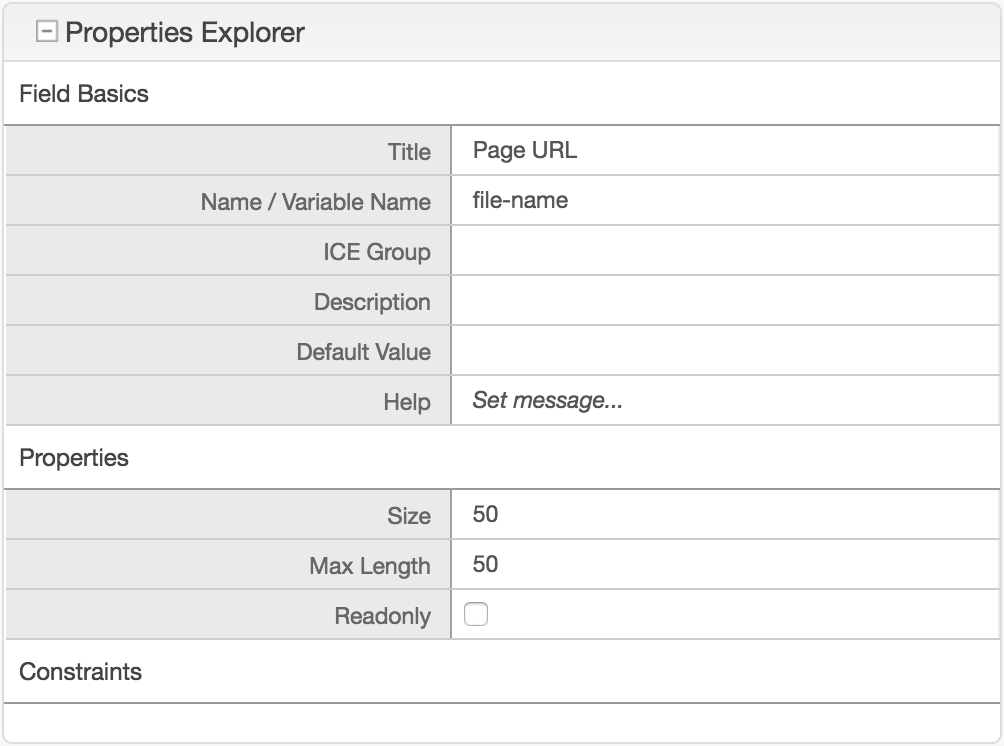 Properties Explorer
Field Basics
Title Page URL
Name / Variable Name file-name
ICE Group
Description
Default Value
Help Set message...
Properties
Size 50
Max Length 50
Readonly
Constraints